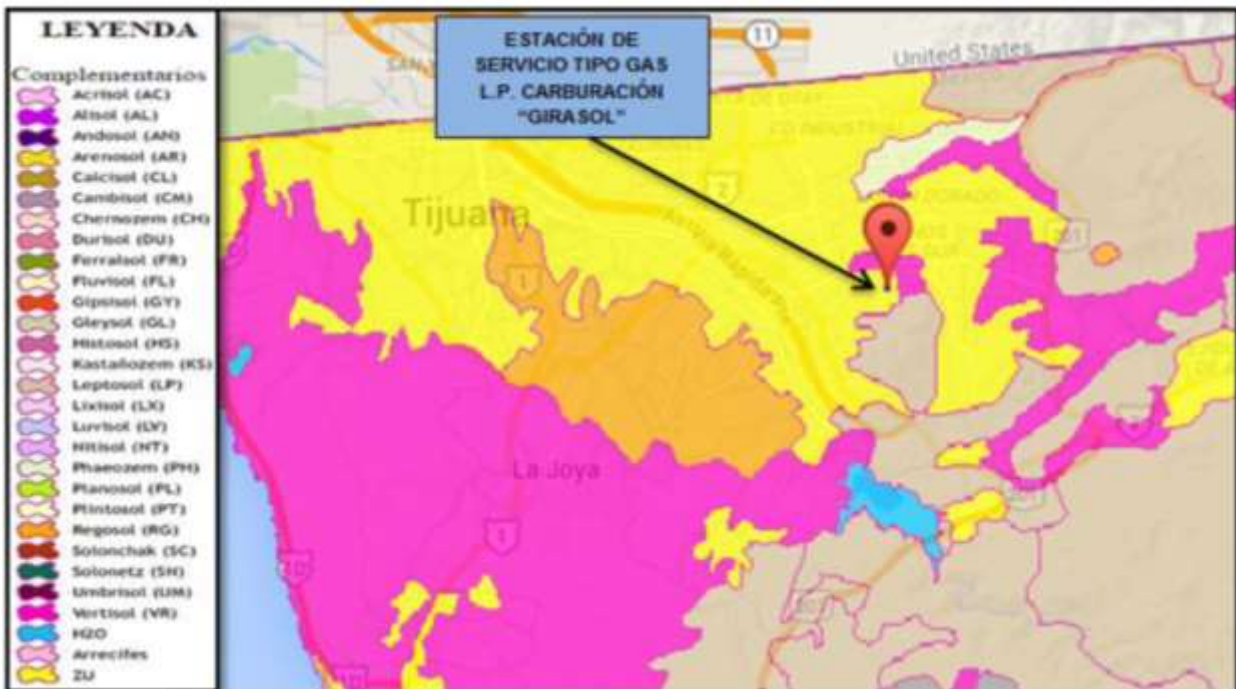 LEYENDA
Complementarios
Acrisol (AC)
Alisol (AL)
Andosol (AN)
Arenosol (AR)
Calcisol (CL)
Cambisol (CM)
Chernozem (CH)
Durisol (DU)
Ferralsol (FR)
Fluvisol (FL)
Gipsisol (GY)
Gleysol (GL)
Histosol (HS)
Kastañozem (KS)
Leptosol (LP)
Lixisol (LX)
Luvisol (LV)
Nitisol (NT)
Phaeozem (PH)
Planosol (PL)
Plintosol (PT)
Regosol (RG)
Solonchak (SC)
Solonetz (SN)
Umbrisol (UM)
Vertisol (VR)
H2O
Arrecifes
ZU
ESTACIÓN DE
SERVICIO TIPO GAS
L.P. CARBURACIÓN
“GIRASOL”
11
United States
2
Tijuana
1
La Joya
1